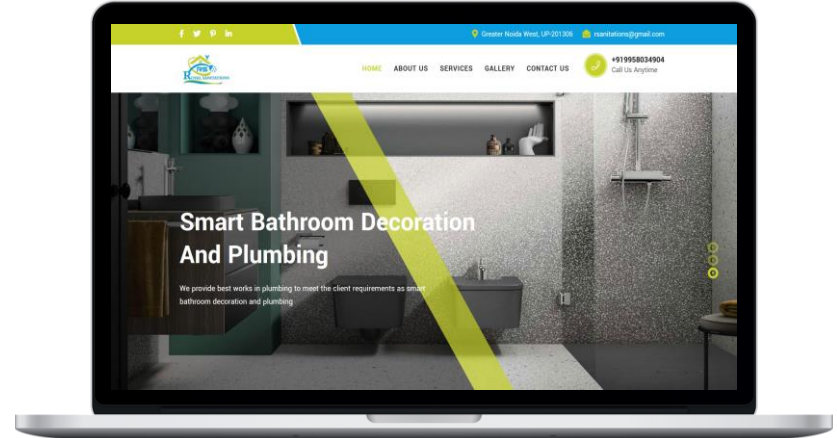 Greater Noida West, UP-201306 rsanitations@gmail.com
HOME ABOUT US SERVICES GALLERY CONTACT US
+919958034904
Call Us Anytime
Smart Bathroom Decoration
And Plumbing
We provide best works in plumbing to meet the client requirements as smart
bathroom decoration and plumbing